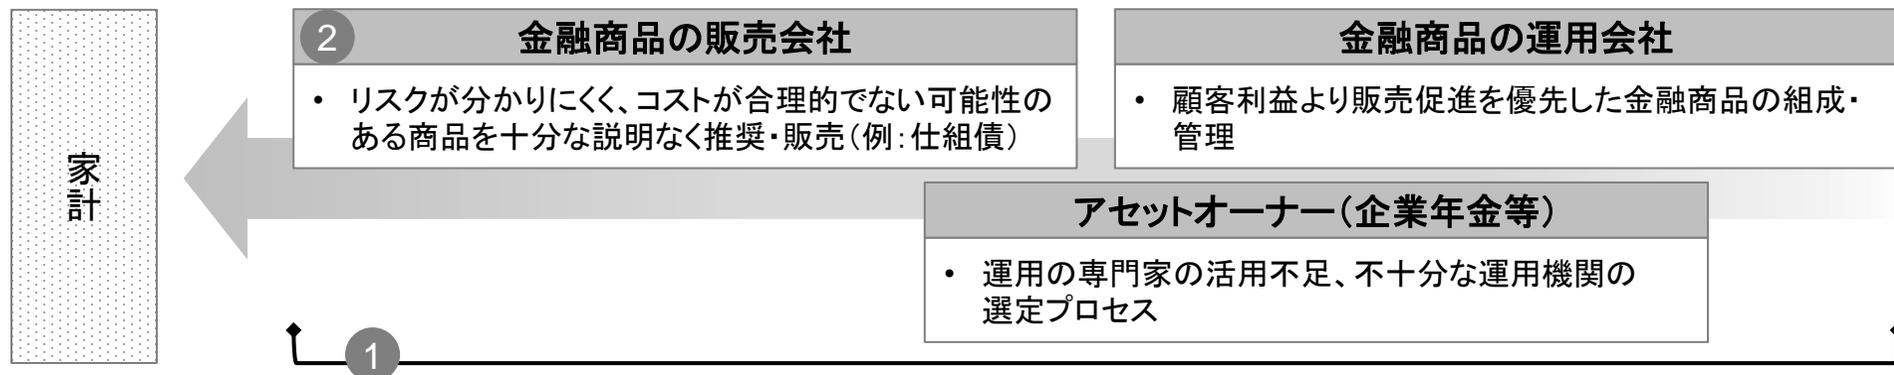 家計
2
金融商品の販売会社
• リスクが分かりにくく、コストが合理的でない可能性の
ある商品を十分な説明なく推奨・販売（例：仕組債）
金融商品の運用会社
• 顧客利益より販売促進を優先した金融商品の組成・
管理
アセットオーナー（企業年金等）
• 運用の専門家の活用不足、不十分な運用機関の
選定プロセス
1